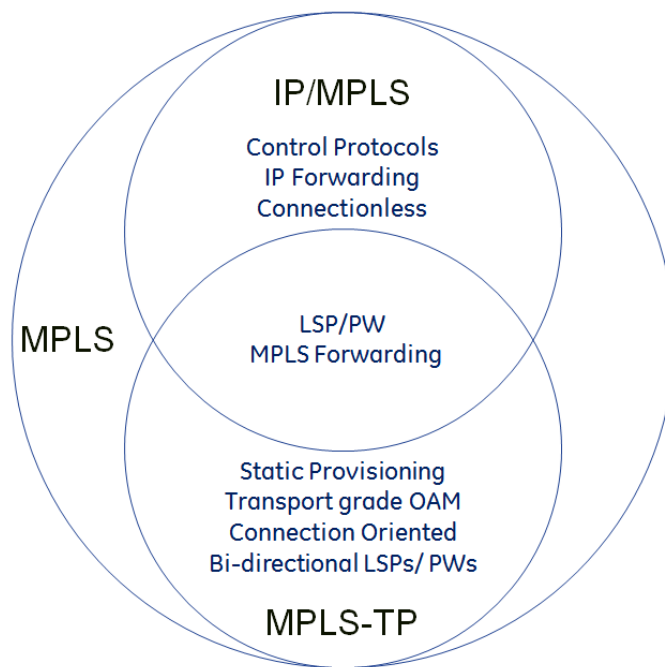 IP/MPLS
Control Protocols
IP Forwarding
Connectionless
MPLS
LSP/PW
MPLS Forwarding
Static Provisioning
Transport grade OAM
Connection Oriented
Bi-directional LSPs/ PWs
MPLS-TP